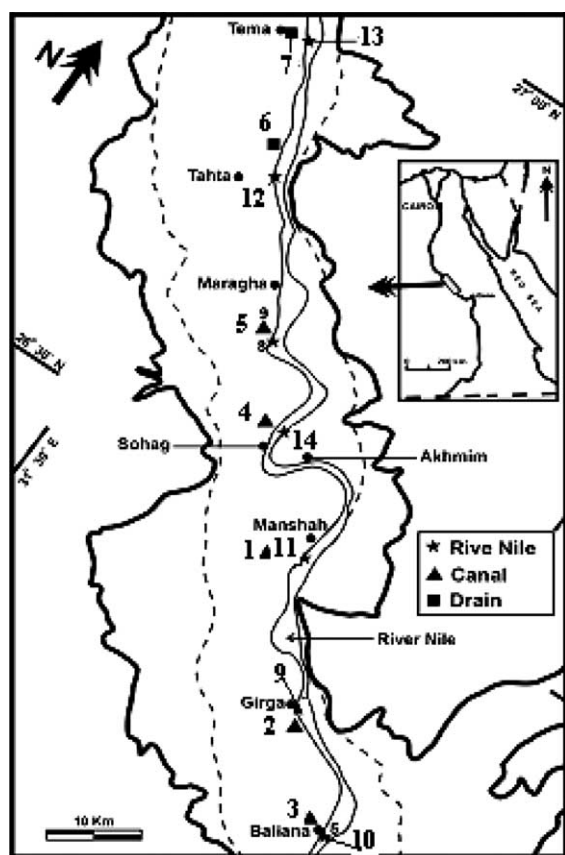 Tema
13
7
N
27° 00' N
6
Tahta
12
N
CAIRO
RED SEA
Maragha
9
5
8
0
26° 30' N
4
Sohag
14
Akhmim
31° 30' E
Manshah
1
11
Rive Nile
Canal
Drain
River Nile
9
Girga
2
3
Baliana
10
10 Km